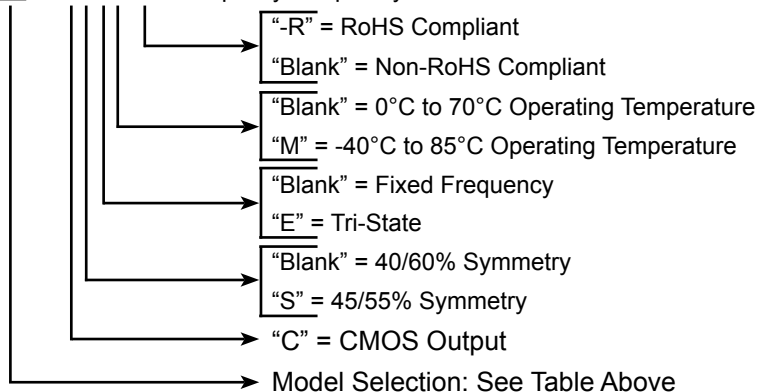 “-R” = RoHS Compliant
“Blank” = Non-RoHS Compliant
“Blank” = 0°C to 70°C Operating Temperature
“M” = -40°C to 85°C Operating Temperature
“Blank” = Fixed Frequency
“E” = Tri-State
“Blank” = 40/60% Symmetry
“S” = 45/55% Symmetry
“C” = CMOS Output
Model Selection: See Table Above